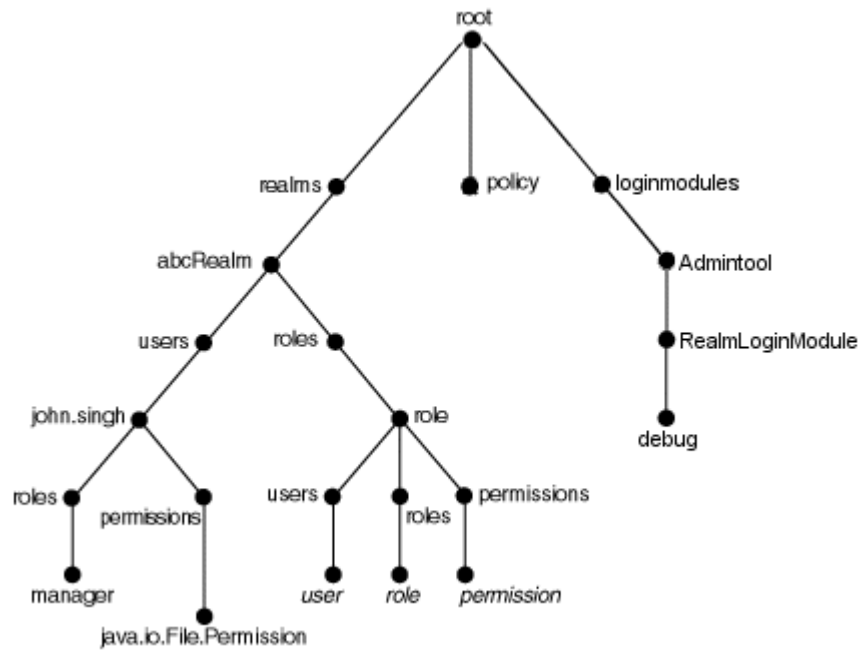 root
realms
policy
loginmodules
abcRealm
Admintool
users
roles
RealmLoginModule
john.singh
role
debug
roles
permissions
users
roles
permissions
manager
user
role
permission
java.io.File.Permission